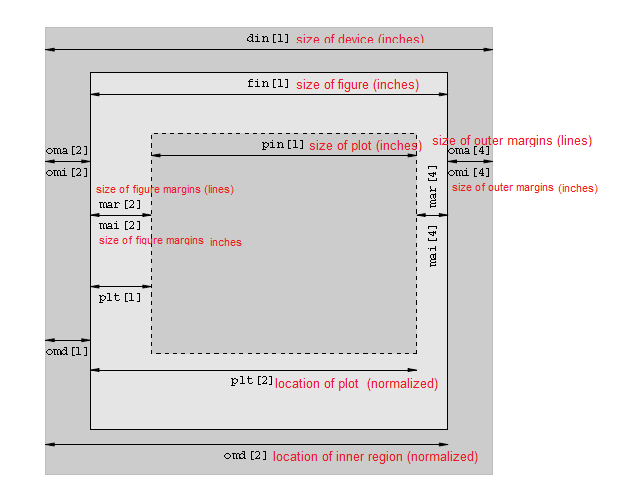 din[1] size of device (inches)
fin[1] size of figure (inches)
pin[1] size of plot (inches)
size of outer margins (lines)
oma[2]
oma[4]
omi[2]
omi[4]
mar[4]
size of outer margins (inches)
size of figure margins (lines)
mar[2]
mai[2]
mai[4]
size of figure margins inches
plt[1]
omd[1]
plt[2] location of plot (normalized)
omd[2] location of inner region (normalized)